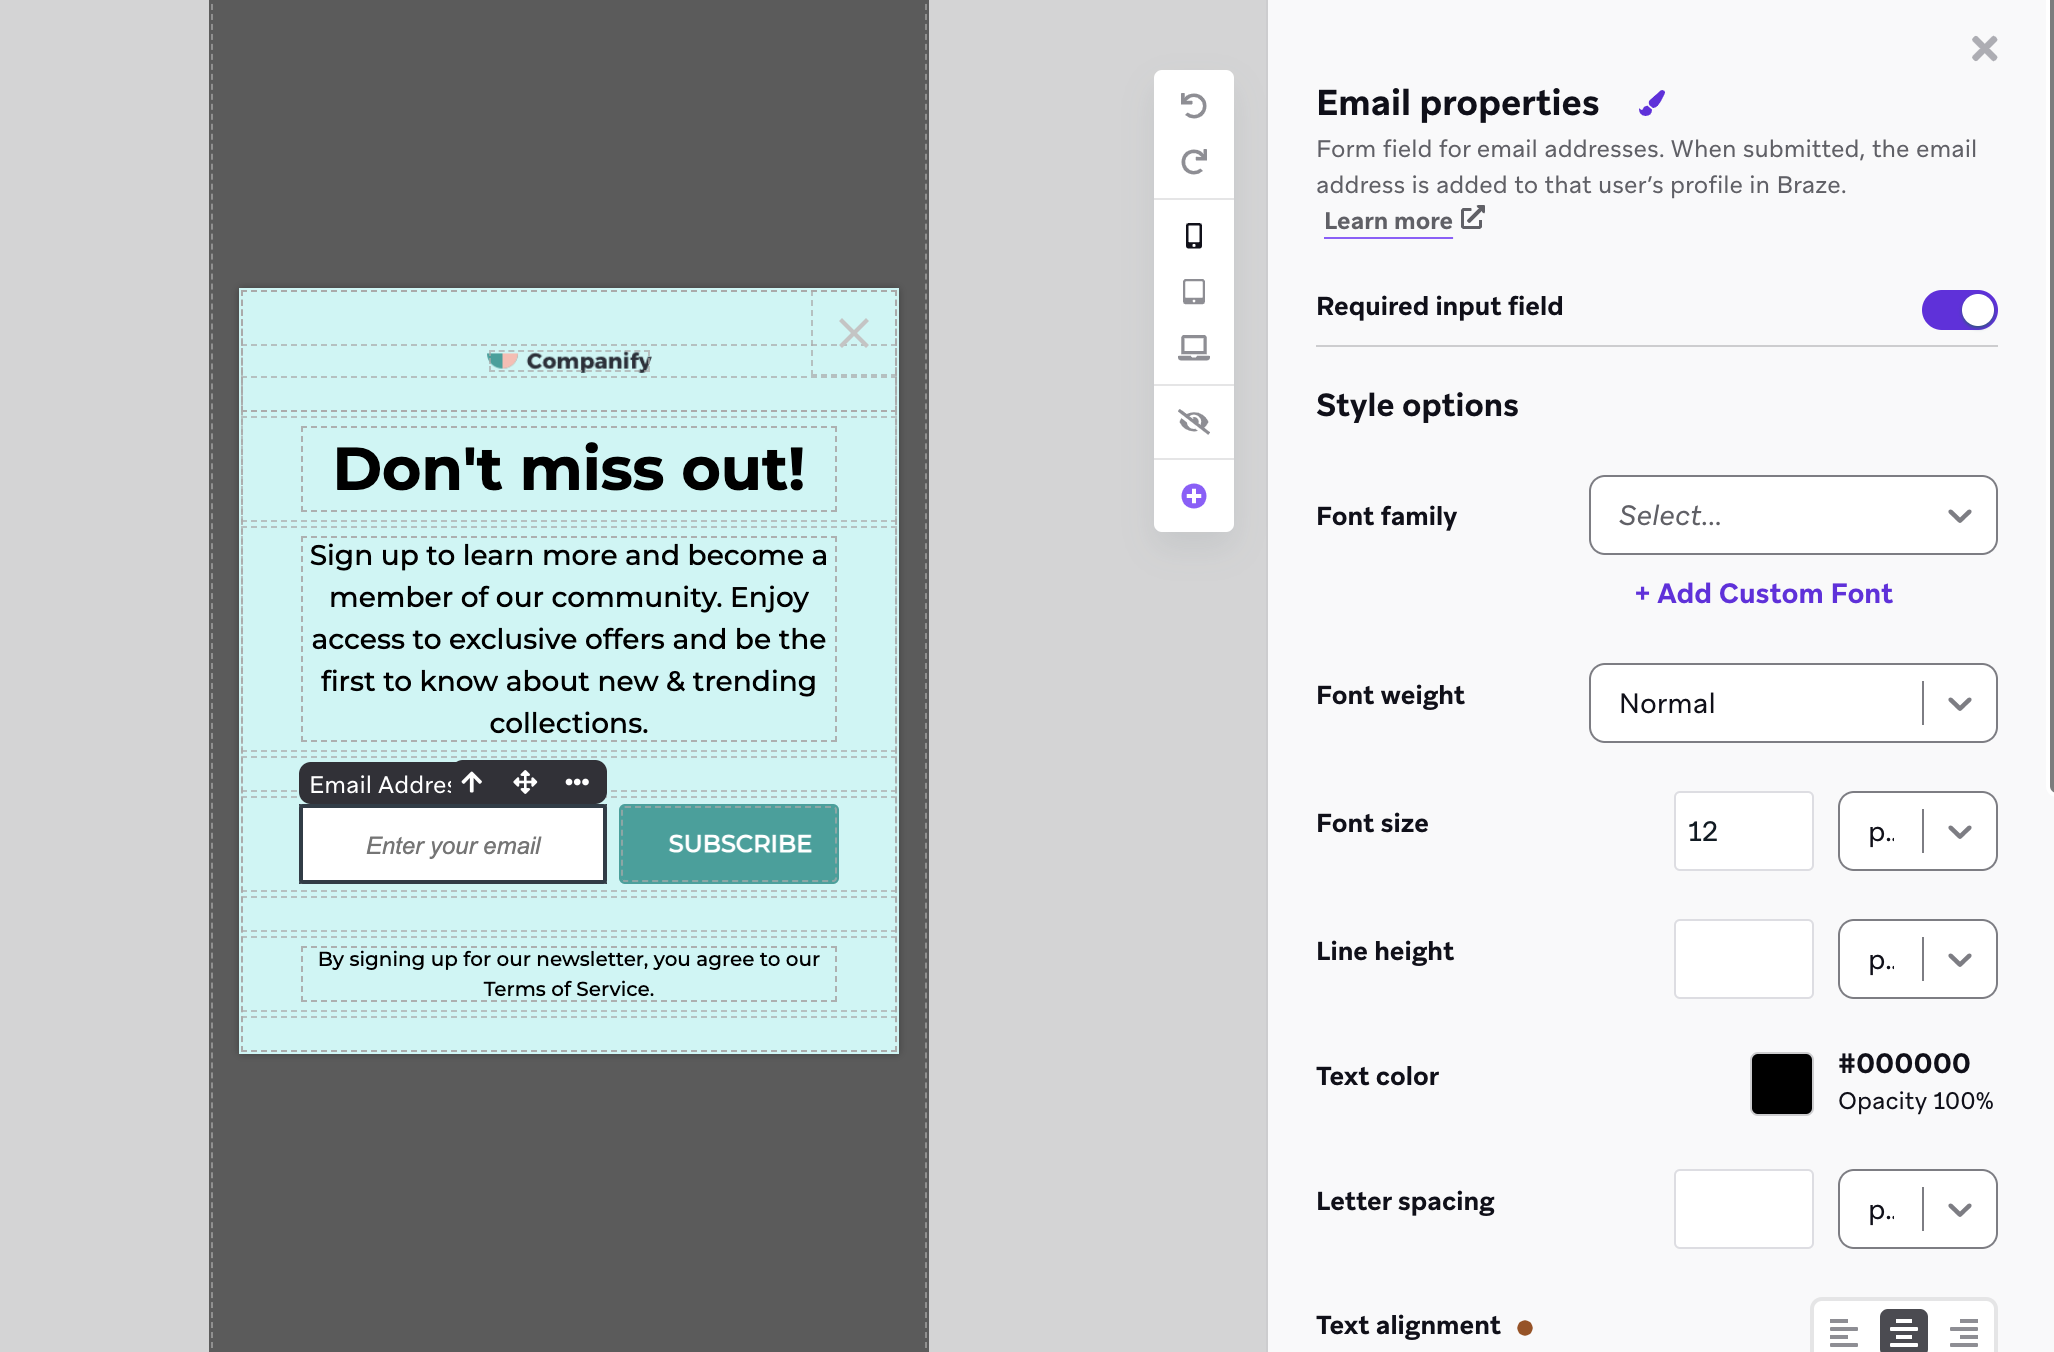 Companify
Don't miss out!
Sign up to learn more and become a
member of our community. Enjoy
access to exclusive offers and be the
first to know about new & trending
collections.
Email Addres
Enter your email
SUBSCRIBE
By signing up for our newsletter, you agree to our
Terms of Service.
Email properties
Form field for email addresses. When submitted, the email
address is added to that user’s profile in Braze.
Learn more
Required input field
Style options
Font family
Select...
+ Add Custom Font
Font weight
Normal
Font size
12
p..
Line height
p..
Text color
#000000
Opacity 100%
Letter spacing
p..
Text alignment